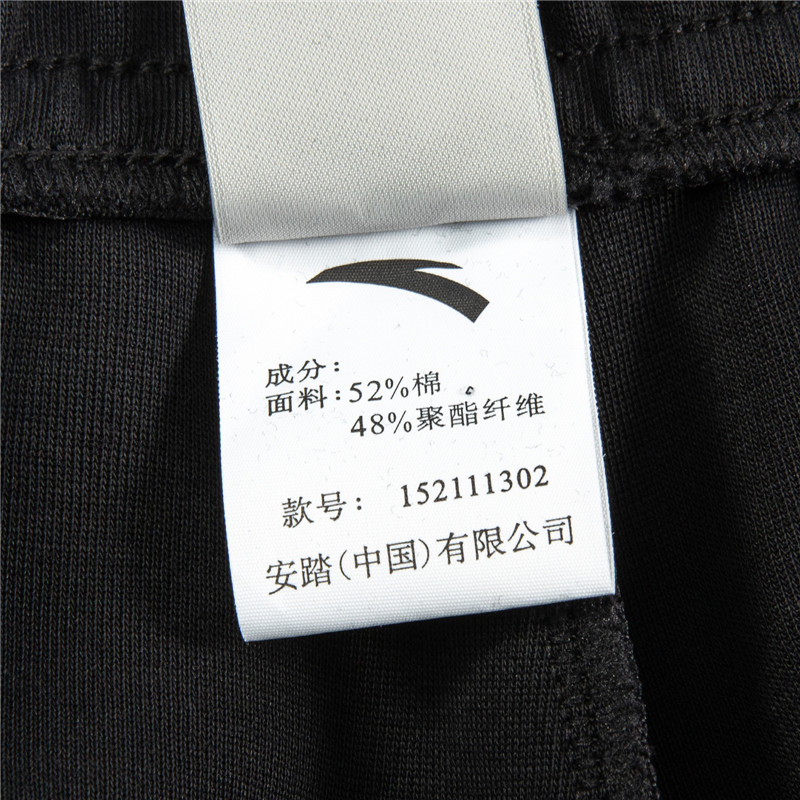 成分：
面料：52%棉
48%聚酯纤维
款号： 152111302
安踏（中国）有限公司